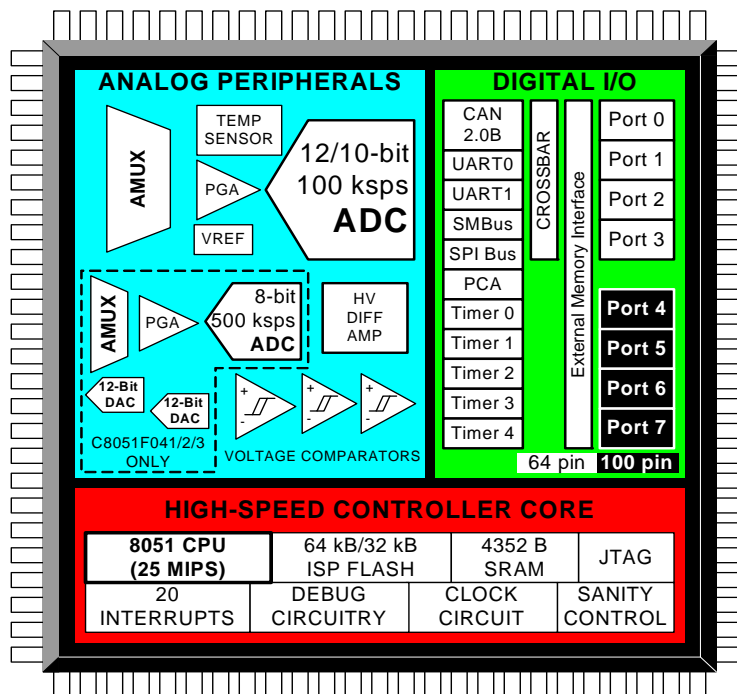 ANALOG PERIPHERALS
AMUX
TEMP
SENSOR
PGA
VREF
12/10-bit
100 ksps
ADC
AMUX
PGA
8-bit
500 ksps
ADC
HV
DIFF
AMP
12-Bit
DAC
12-Bit
DAC
C8051F041/2/3
ONLY
+
-
+
-
+
-
VOLTAGE COMPARATORS
DIGITAL I/O
CAN
2.0B
UART0
UART1
SMBus
SPI Bus
PCA
Timer 0
Timer 1
Timer 2
Timer 3
Timer 4
CROSSBAR
External Memory Interface
Port 0
Port 1
Port 2
Port 3
Port 4
Port 5
Port 6
Port 7
64 pin 100 pin
HIGH-SPEED CONTROLLER CORE
8051 CPU
(25 MIPS)
64 kB/32 kB
ISP FLASH
4352 B
SRAM
JTAG
20
INTERRUPTS
DEBUG
CIRCUITRY
CLOCK
CIRCUIT
SANITY
CONTROL